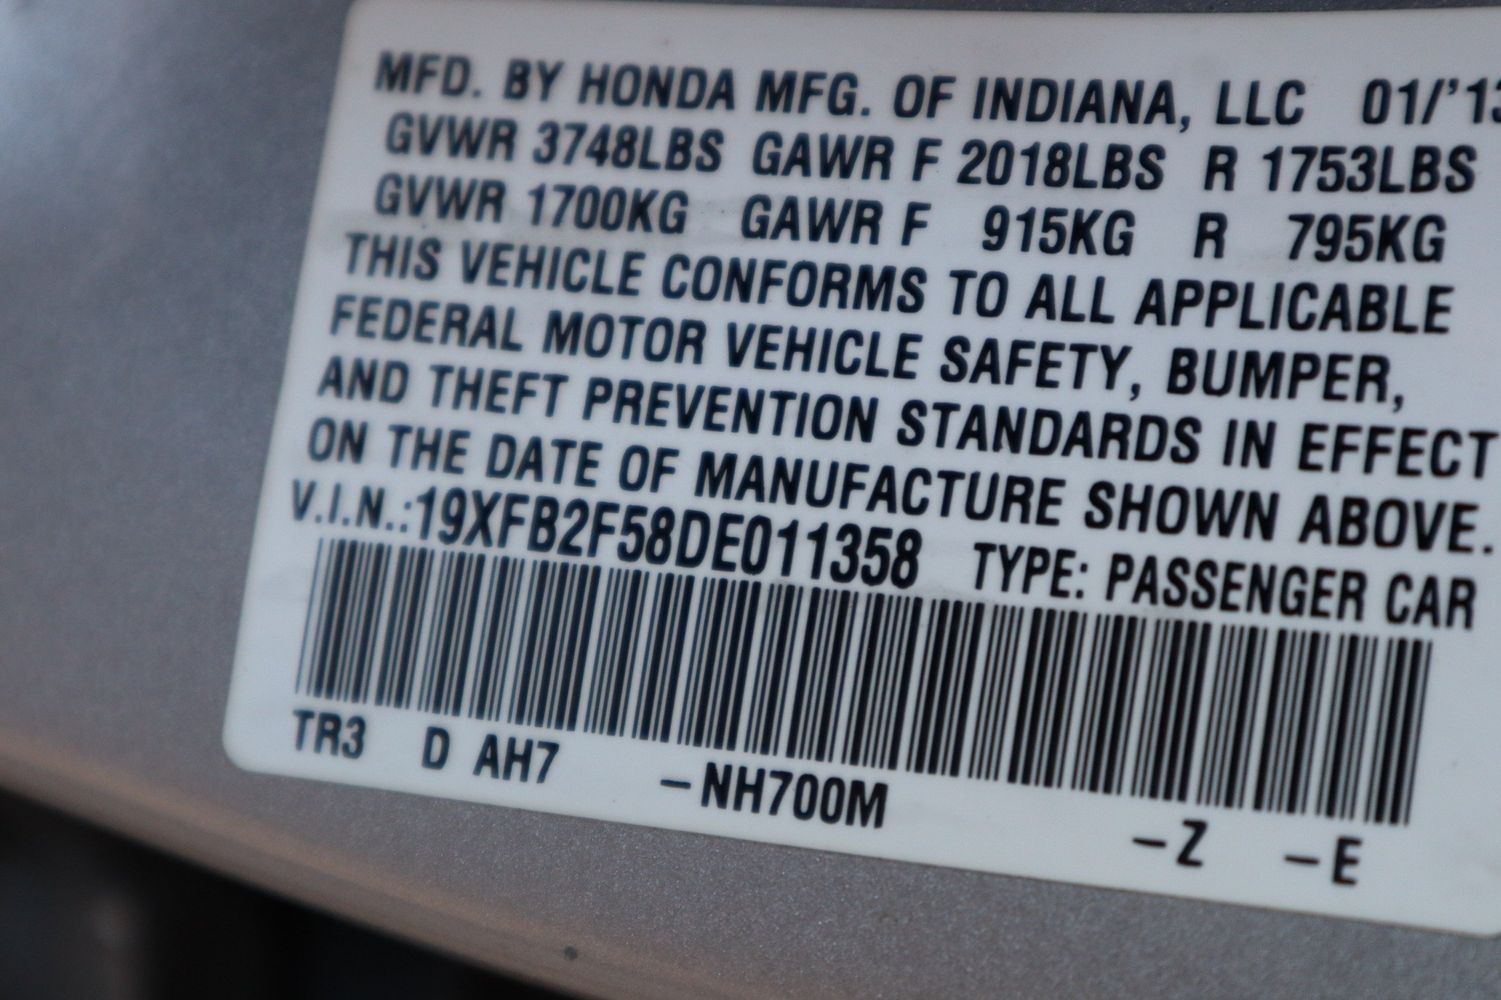 MFD. BY HONDA MFG. OF INDIANA, LLC 01/'13
GVWR 3748LBS GAWR F 2018LBS R 1753LBS
GVWR 1700KG GAWR F 915KG R 795KG
THIS VEHICLE CONFORMS TO ALL APPLICABLE
FEDERAL MOTOR VEHICLE SAFETY, BUMPER,
AND THEFT PREVENTION STANDARDS IN EFFECT
ON THE DATE OF MANUFACTURE SHOWN ABOVE.
V.I.N.:19XFB2F58DE011358 TYPE: PASSENGER CAR
TR3 D AH7 -NH700M -Z -E